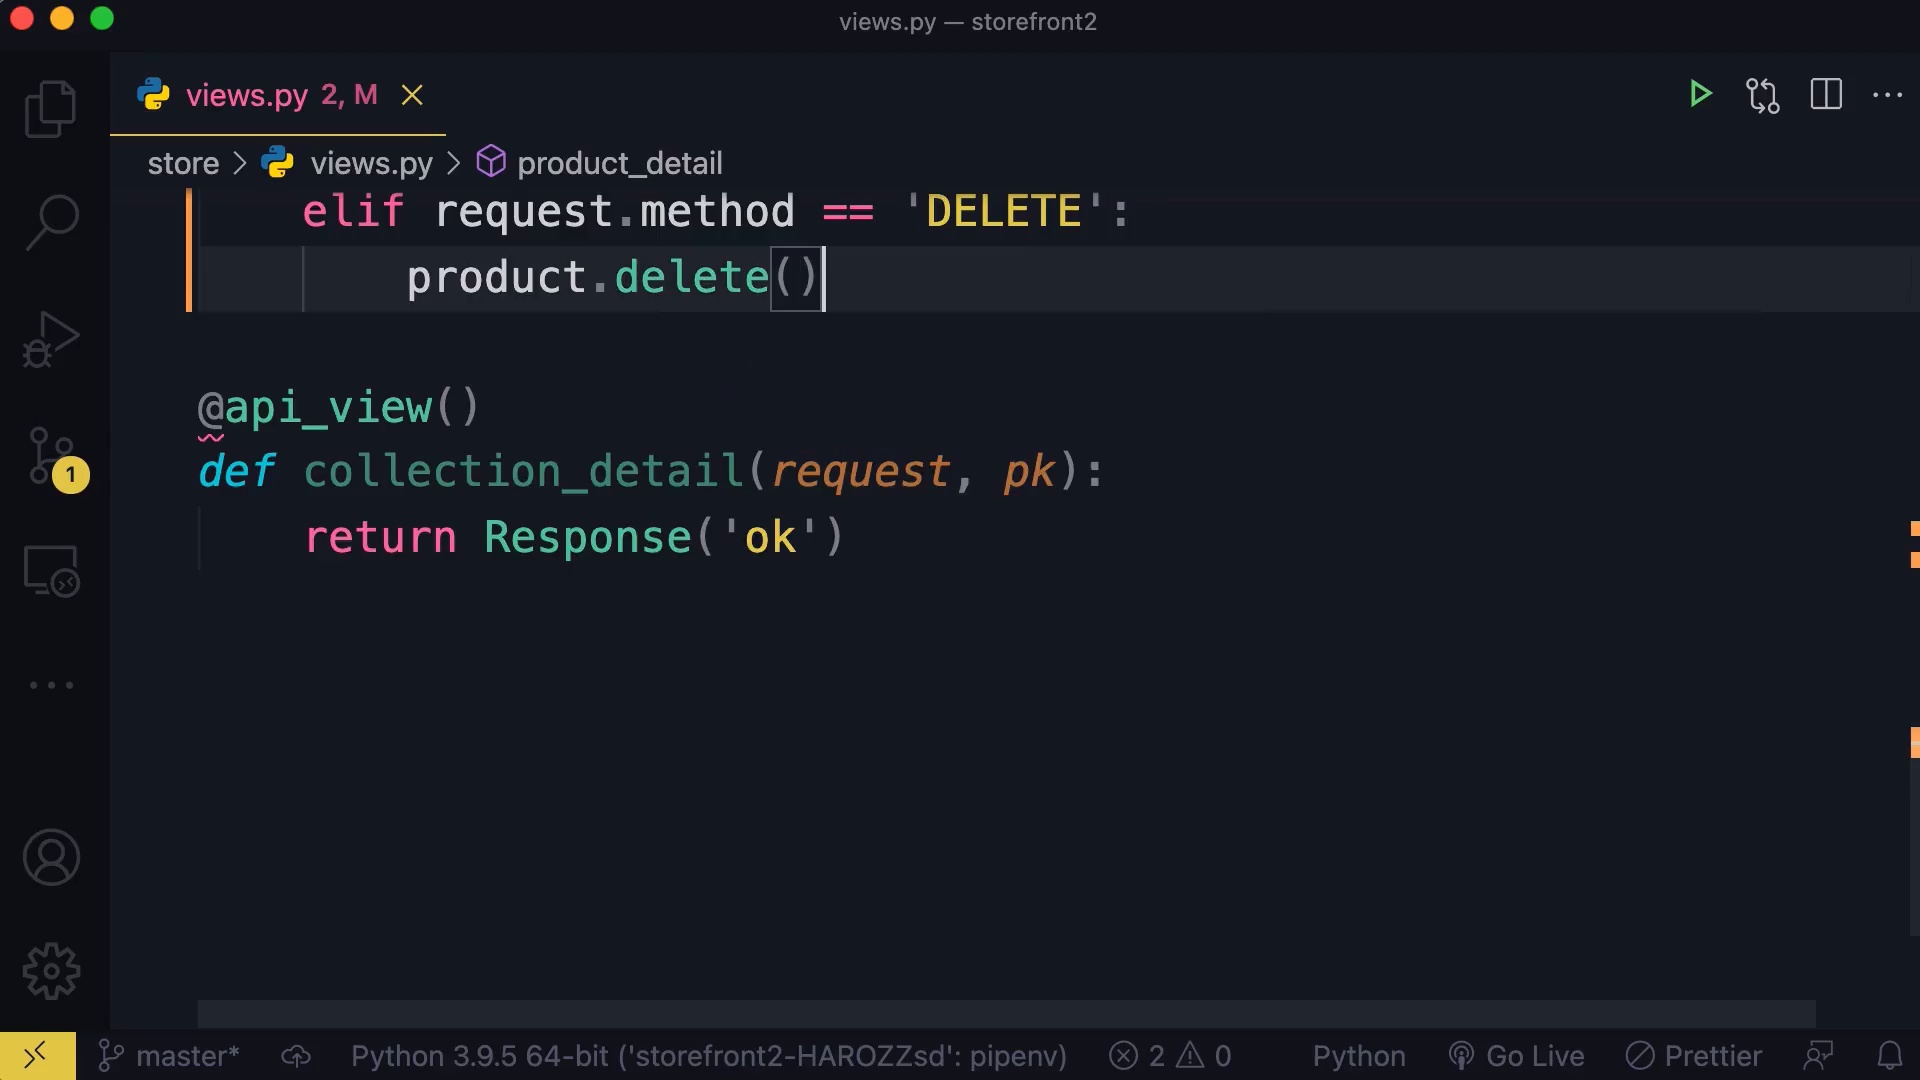 views.py — storefront2
views.py 2, M
store > views.py > product_detail
elif request.method == 'DELETE':
product.delete()
@api_view()
def collection_detail(request, pk):
return Response('ok')
1
master* Python 3.9.5 64-bit ('storefront2-HAROZZsd': pipenv) 2 0 Python Go Live Prettier